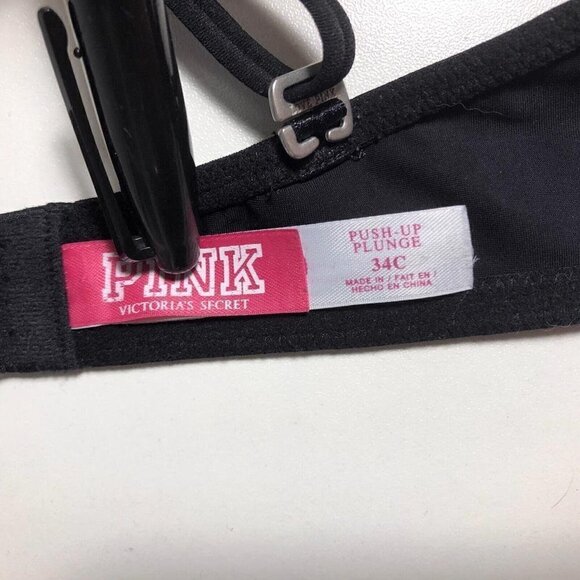 PINK
VICTORIA'S SECRET
PUSH-UP
PLUNGE
34C
MADE IN / FAIT EN /
HECHO EN CHINA